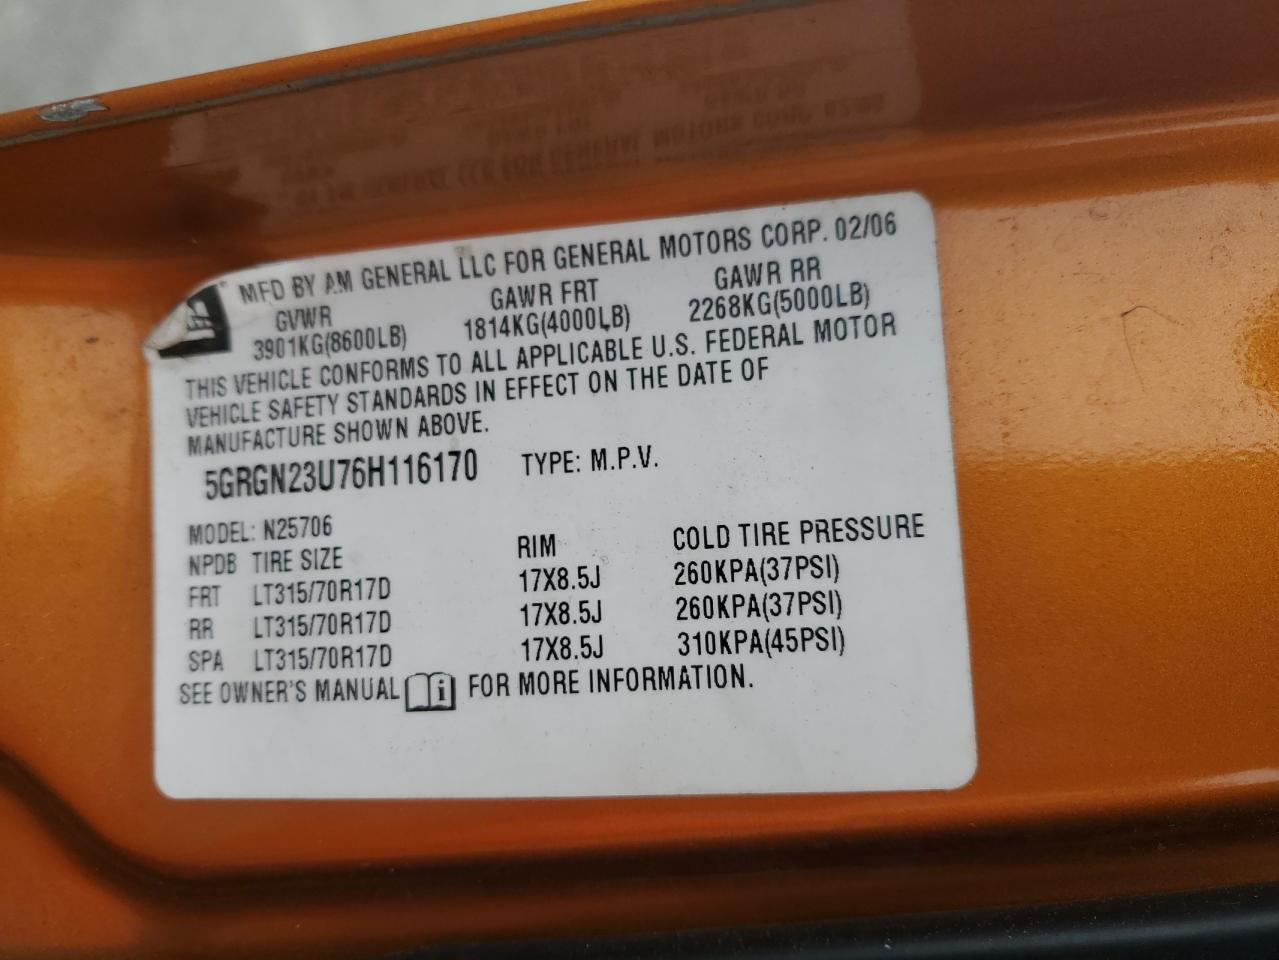 MFD BY AM GENERAL LLC FOR GENERAL MOTORS CORP. 02/06
GVWR GAWR FRT GAWR RR
3901KG(8600LB) 1814KG(4000LB) 2268KG(5000LB)
THIS VEHICLE CONFORMS TO ALL APPLICABLE U.S. FEDERAL MOTOR
VEHICLE SAFETY STANDARDS IN EFFECT ON THE DATE OF
MANUFACTURE SHOWN ABOVE.
5GRGN23U76H116170 TYPE: M.P.V.
MODEL: N25706
NPDB TIRE SIZE RIM COLD TIRE PRESSURE
FRT LT315/70R17D 17X8.5J 260KPA(37PSI)
RR LT315/70R17D 17X8.5J 260KPA(37PSI)
SPA LT315/70R17D 17X8.5J 310KPA(45PSI)
SEE OWNER'S MANUAL i FOR MORE INFORMATION.